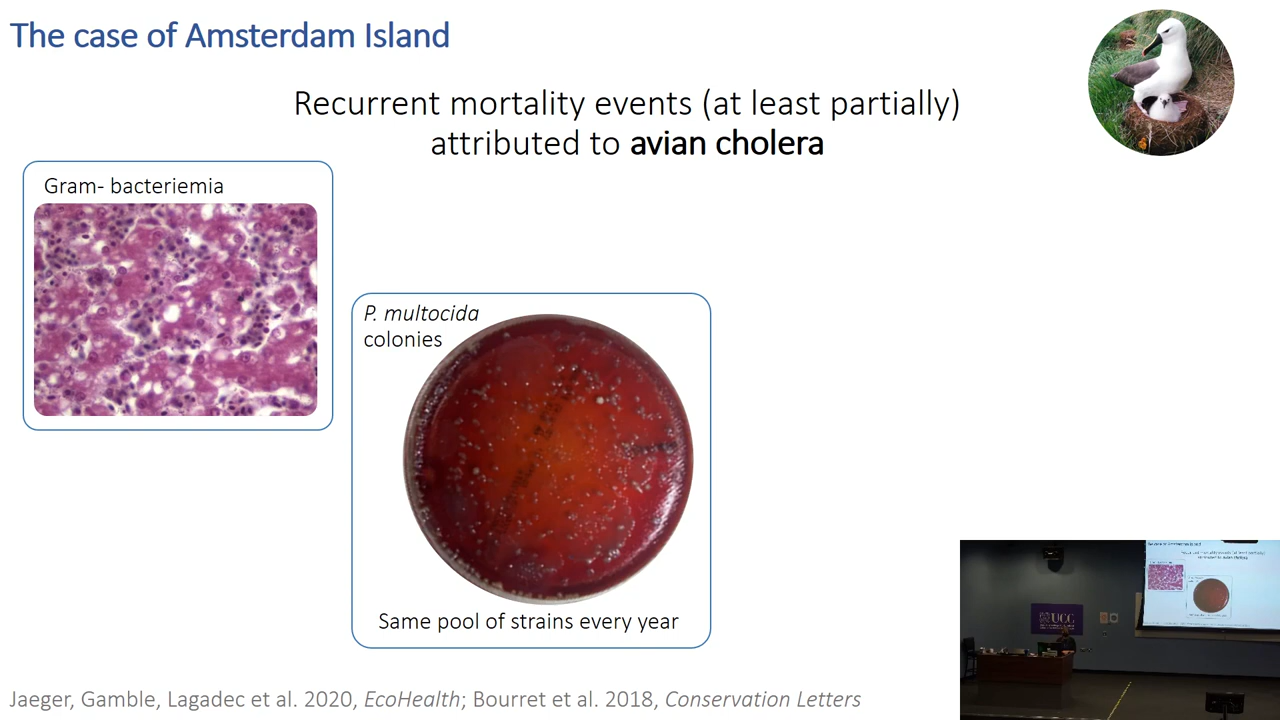 The case of Amsterdam Island
Recurrent mortality events (at least partially)
attributed to avian cholera
Gram- bacteriemia
P. multocida
colonies
Same pool of strains every year
Jaeger, Gamble, Lagadec et al. 2020, EcoHealth; Bourret et al. 2018, Conservation Letters
UCC